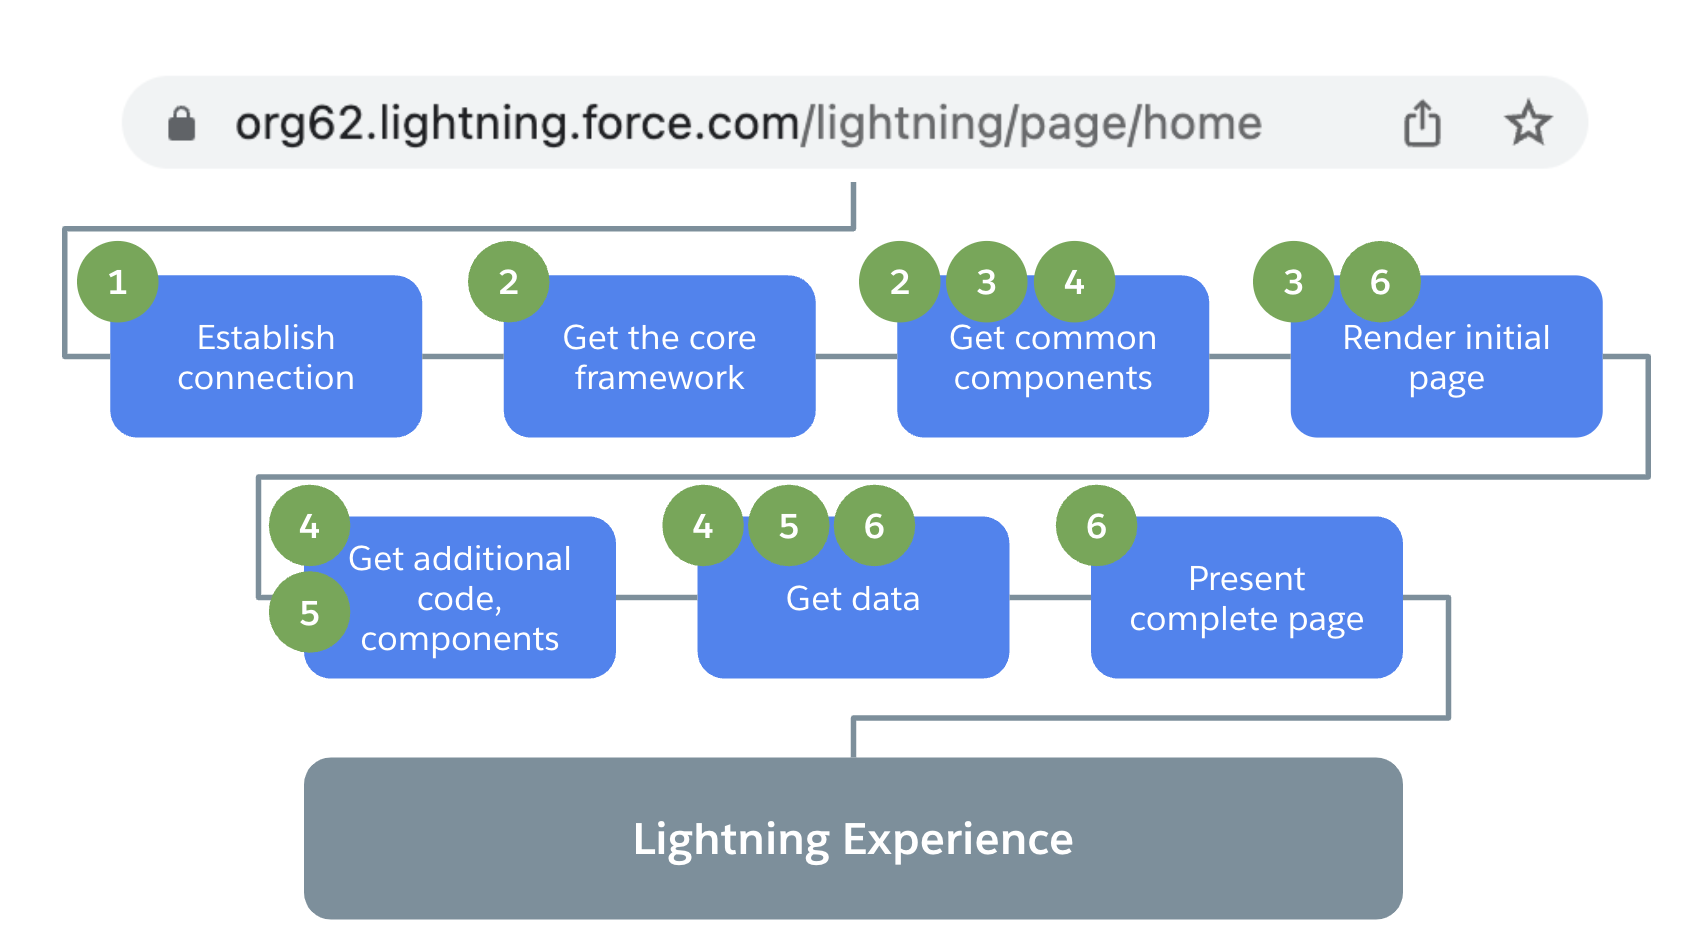 org62.lightning.force.com/lightning/page/home
1
Establish
connection
2
Get the core
framework
2 3 4
Get common
components
3 6
Render initial
page
4
5
Get additional
code,
components
4 5 6
Get data
6
Present
complete page
Lightning Experience